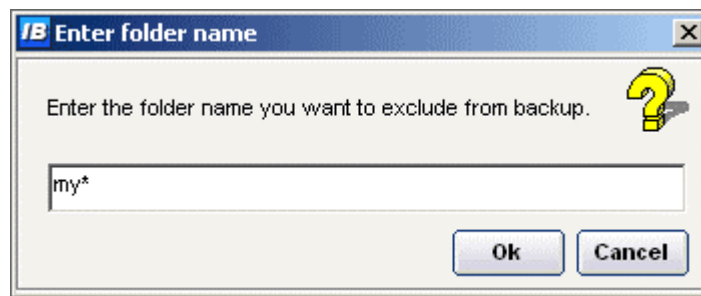 IB Enter folder name
Enter the folder name you want to exclude from backup.
my*
Ok Cancel